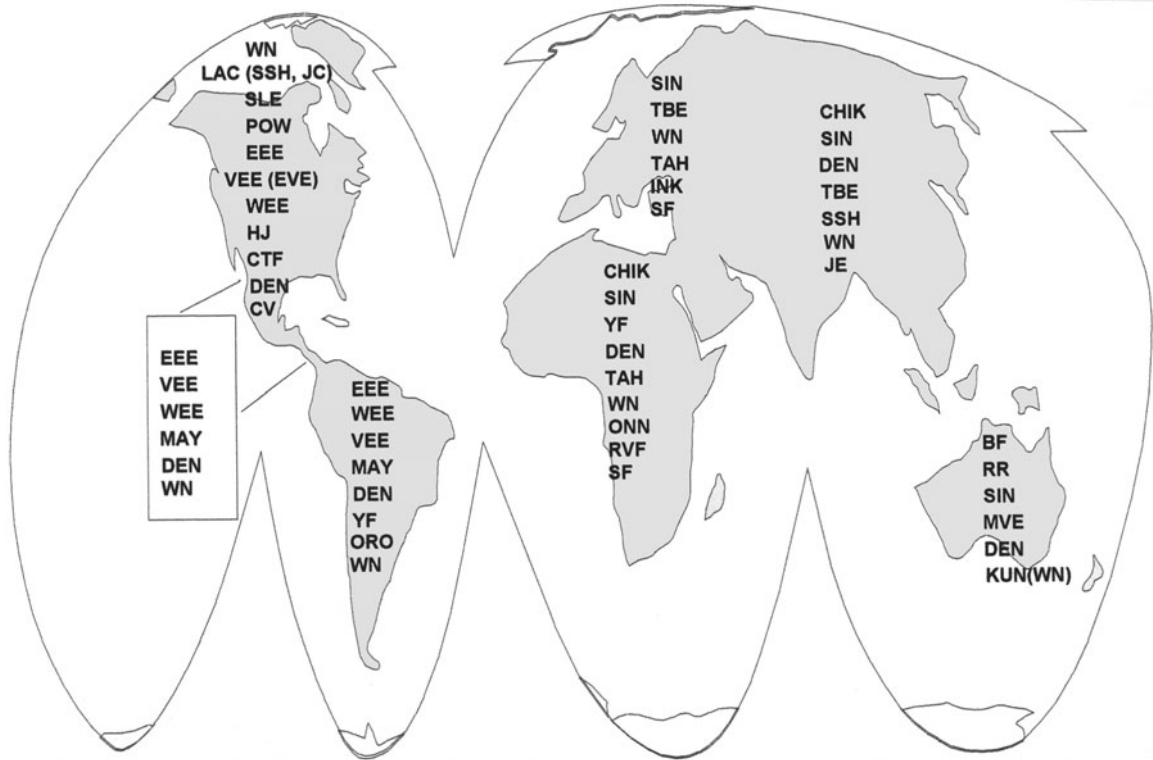 WN
LAC (SSH, JC)
SLE
POW
EEE
VEE (EVE)
WEE
HJ
CTF
DEN
CV
EEE
VEE
WEE
MAY
DEN
WN
EEE
WEE
VEE
MAY
DEN
YF
ORO
WN
SIN
TBE
WN
TAH
INK
SF
CHIK
SIN
YF
DEN
TAH
WN
ONN
RVF
SF
CHIK
SIN
DEN
TBE
SSH
WN
JE
BF
RR
SIN
MVE
DEN
KUN(WN)